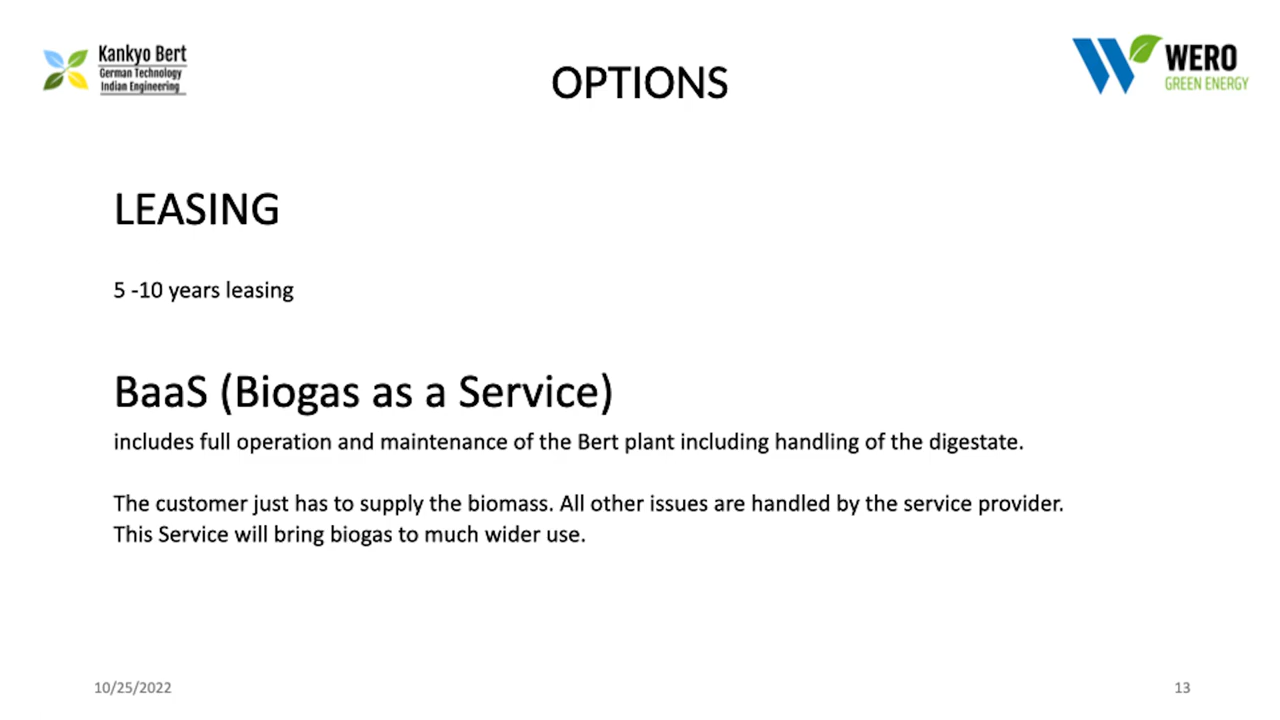 Kankyo Bert
German Technology
Indian Engineering
OPTIONS
WERO
GREEN ENERGY
LEASING
5 -10 years leasing
BaaS (Biogas as a Service)
includes full operation and maintenance of the Bert plant including handling of the digestate.
The customer just has to supply the biomass. All other issues are handled by the service provider.
This Service will bring biogas to much wider use.
10/25/2022
13